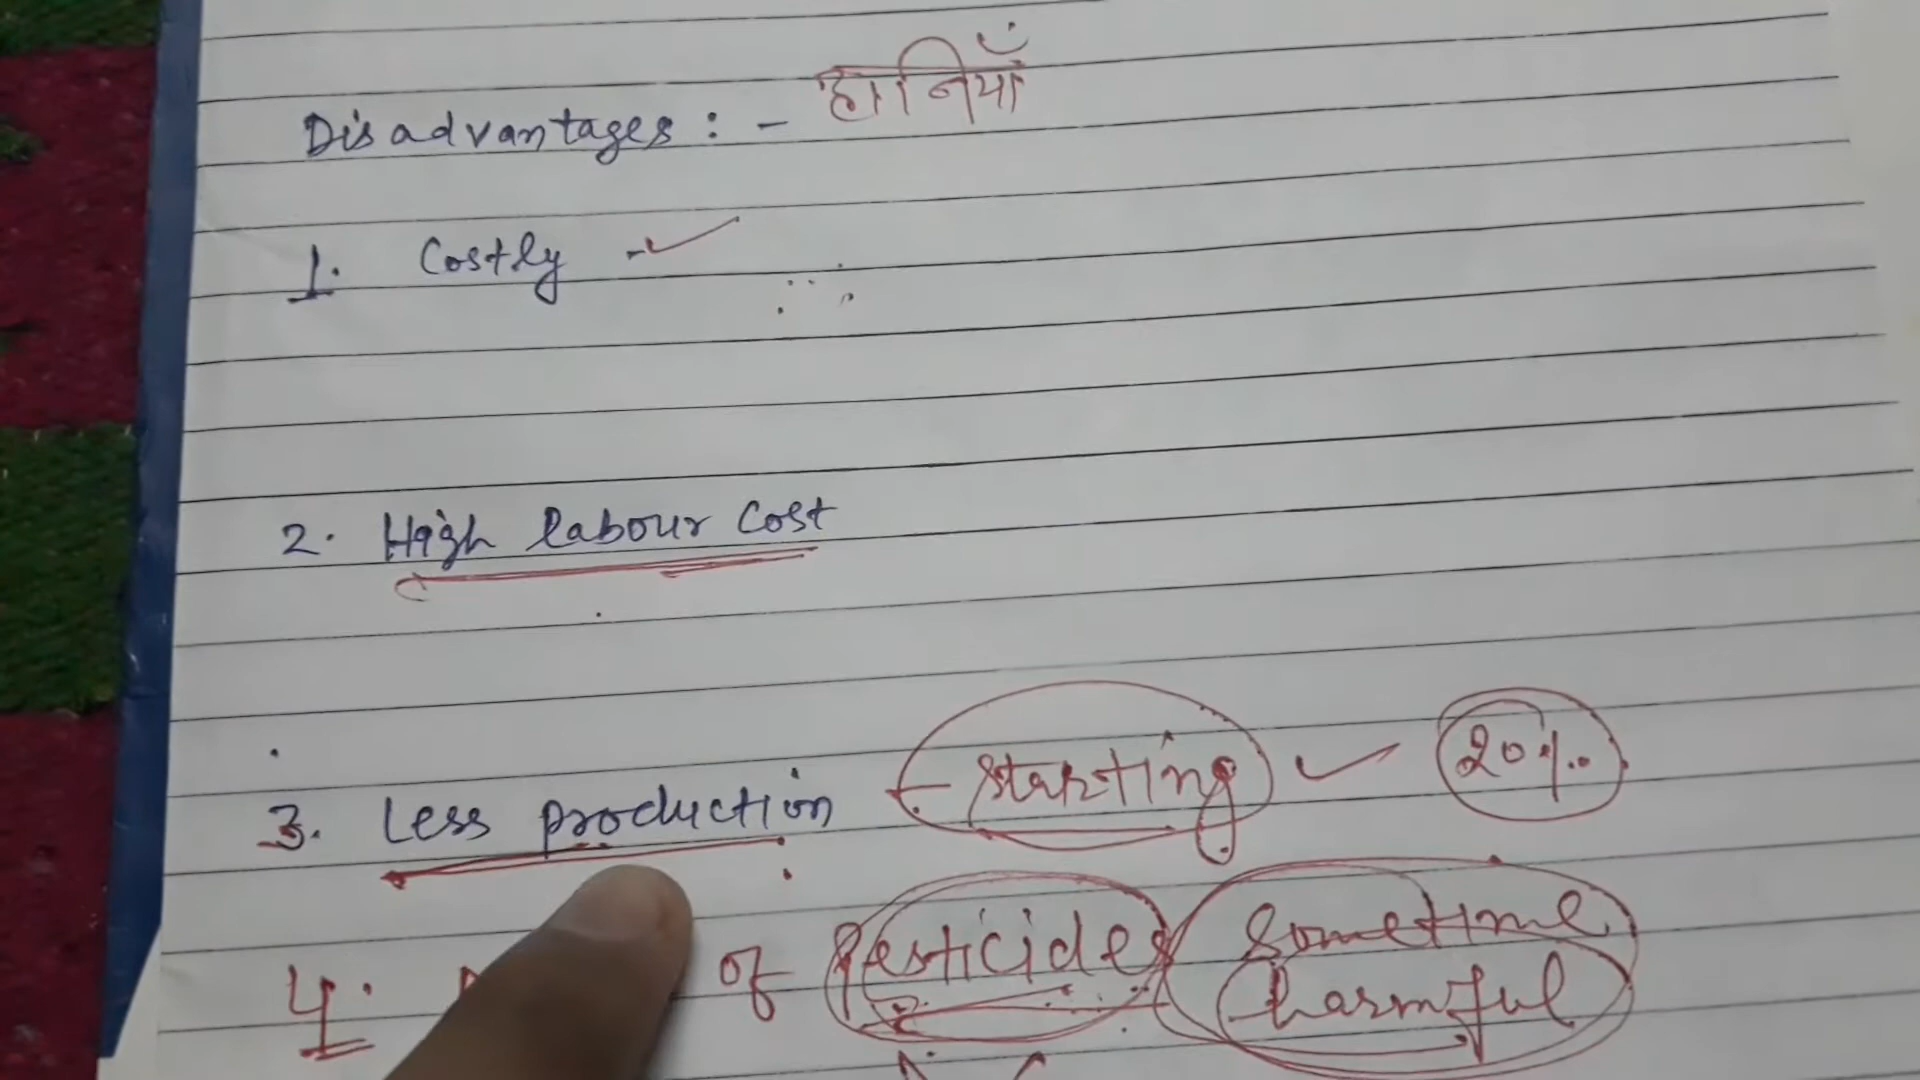 Disadvantages : - हानियाँ
1. Costly -
2. High labour cost
3. Less production - Starting 20%
4. of Pesticides Sometime
harmful